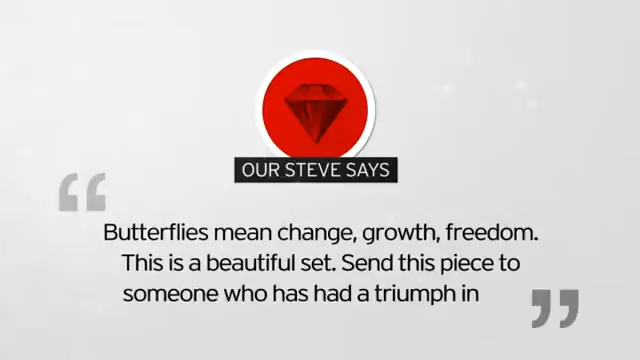 OUR STEVE SAYS
“
Butterflies mean change, growth, freedom.
This is a beautiful set. Send this piece to
someone who has had a triumph in
”